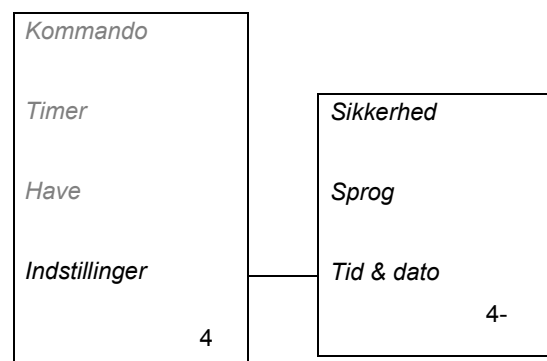 Kommando
Timer
Have
Indstillinger
4
Sikkerhed
Sprog
Tid & dato
4-